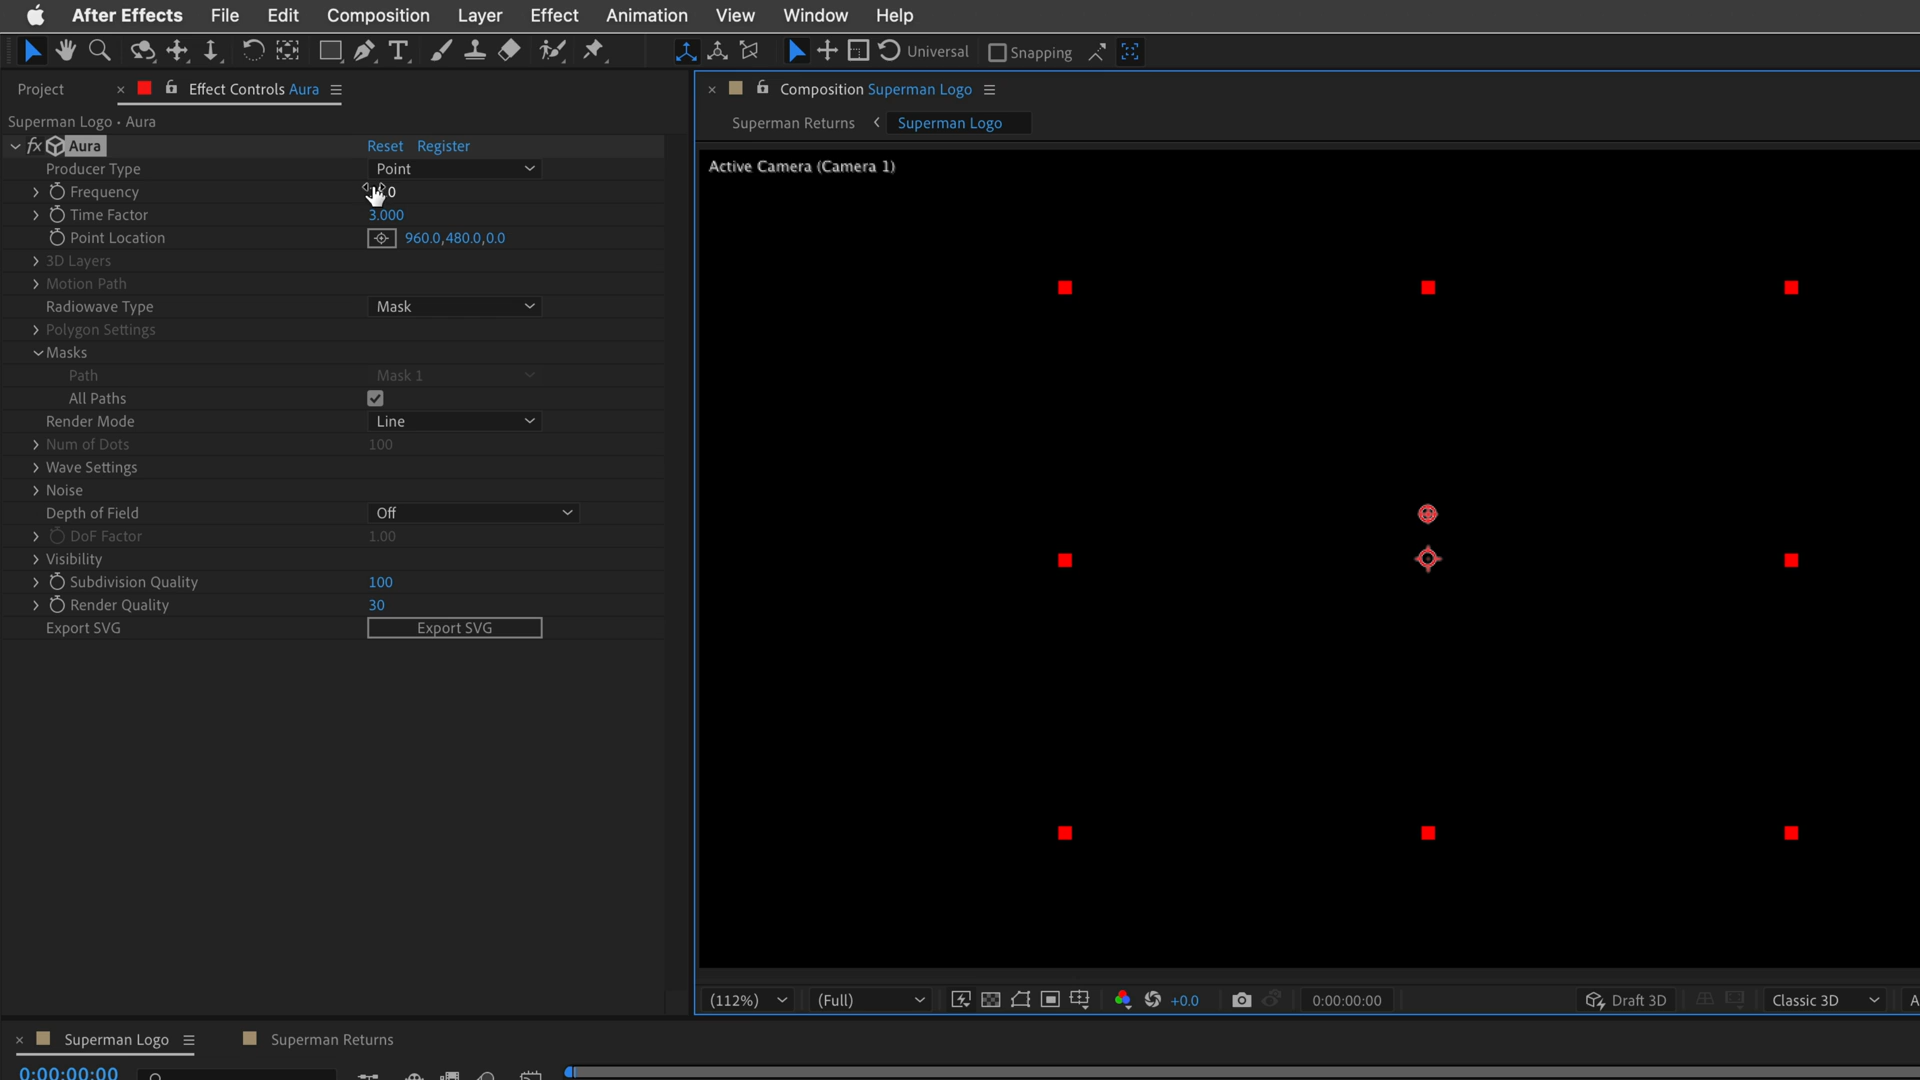 After Effects File Edit Composition Layer Effect Animation View Window Help
Universal Snapping
Project Effect Controls Aura
Composition Superman Logo
Superman Logo • Aura
Superman Returns Superman Logo
fx Aura Reset Register
Active Camera (Camera 1)
Producer Type Point
Frequency
Time Factor 3.000
Point Location 960.0,480.0,0.0
3D Layers
Motion Path
Radiowave Type Mask
Polygon Settings
Masks
Path Mask 1
All Paths
Render Mode Line
Num of Dots 100
Wave Settings
Noise
Depth of Field Off
DoF Factor 1.00
Visibility
Subdivision Quality 100
Render Quality 30
Export SVG Export SVG
(112%) (Full) +0.0 0:00:00:00 Draft 3D Classic 3D
Superman Logo Superman Returns
0:00:00:00